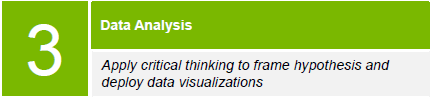 3
Data Analysis
Apply critical thinking to frame hypothesis and
deploy data visualizations